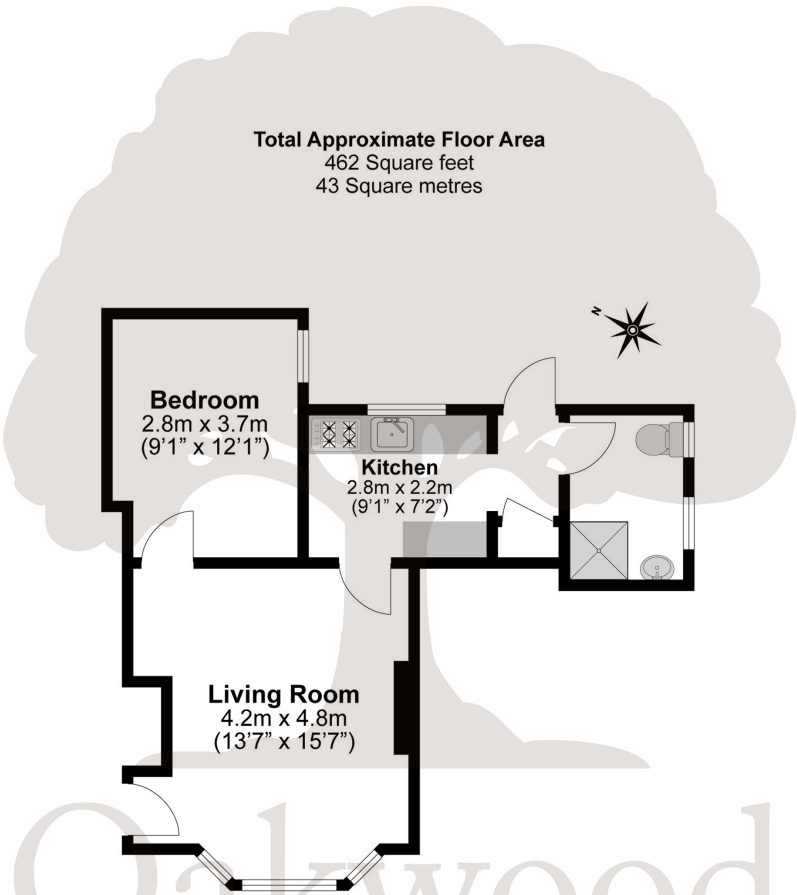 Total Approximate Floor Area
462 Square feet
43 Square metres
N
Bedroom
2.8m x 3.7m
(9'1” x 12'1”)
Kitchen
2.8m x 2.2m
(9'1” x 7'2”)
Living Room
4.2m x 4.8m
(13'7” x 15'7”)
Oakwood